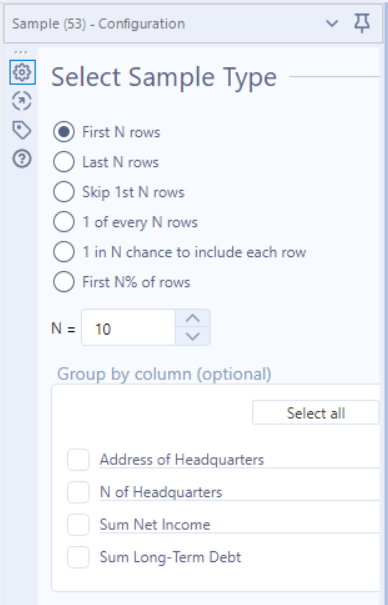 Sample (53) - Configuration
Select Sample Type
First N rows
Last N rows
Skip 1st N rows
1 of every N rows
1 in N chance to include each row
First N% of rows
N = 10
Group by column (optional)
Select all
Address of Headquarters
N of Headquarters
Sum Net Income
Sum Long-Term Debt